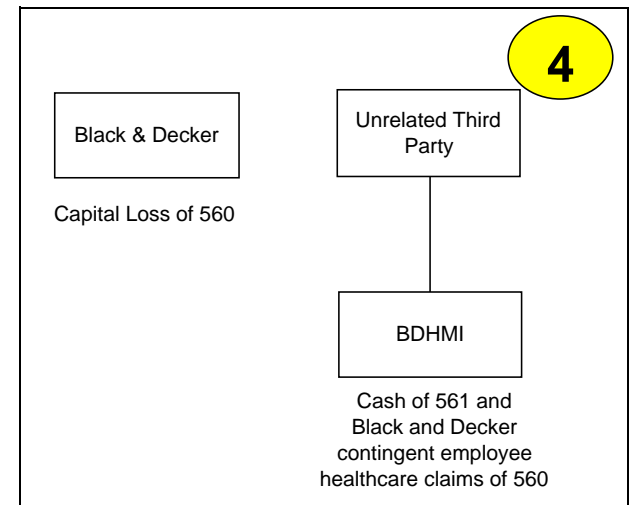 4
Black & Decker
Capital Loss of 560
Unrelated Third
Party
BDHMI
Cash of 561 and
Black and Decker
contingent employee
healthcare claims of 560